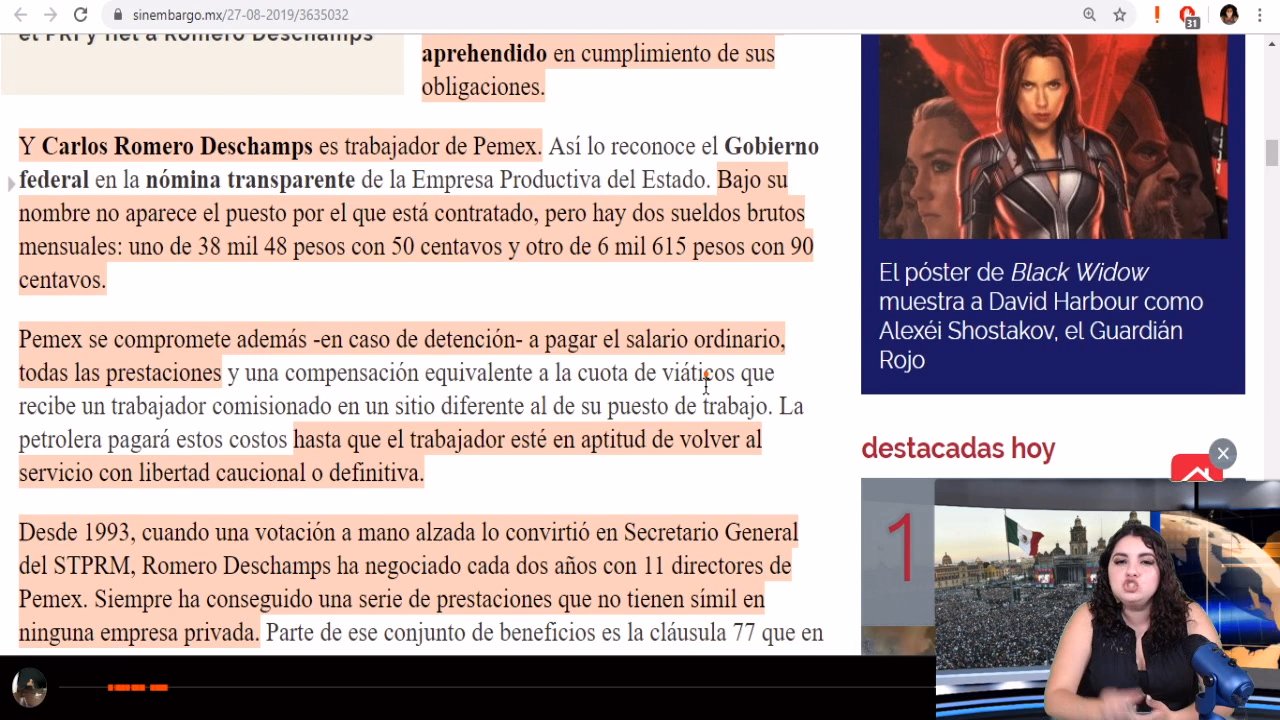 sinembargo.mx/27-08-2019/3635032
31
el PRI y
a Romero Deschamps
aprehendido en cumplimiento de sus
obligaciones.
Y Carlos Romero Deschamps es trabajador de Pemex. Así lo reconoce el Gobierno
federal en la nómina transparente de la Empresa Productiva del Estado. Bajo su
nombre no aparece el puesto por el que está contratado, pero hay dos sueldos brutos
mensuales: uno de 38 mil 48 pesos con 50 centavos y otro de 6 mil 615 pesos con 90
centavos.
Pemex se compromete además -en caso de detención- a pagar el salario ordinario,
todas las prestaciones y una compensación equivalente a la cuota de viáticos que
recibe un trabajador comisionado en un sitio diferente al de su puesto de trabajo. La
petrolera pagará estos costos hasta que el trabajador esté en aptitud de volver al
servicio con libertad caucional o definitiva.
Desde 1993, cuando una votación a mano alzada lo convirtió en Secretario General
del STPRM, Romero Deschamps ha negociado cada dos años con 11 directores de
Pemex. Siempre ha conseguido una serie de prestaciones que no tienen símil en
ninguna empresa privada. Parte de ese conjunto de beneficios es la cláusula 77 que en
El póster de Black Widow
muestra a David Harbour como
Alexéi Shostakov, el Guardián
Rojo
destacadas hoy
1